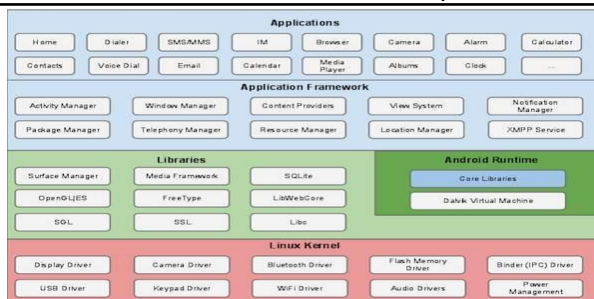 Applications
Home Dialer SMS/MMS IM Browser Camera Alarm Calculator
Contacts Voice Dial Email Calendar Media Player Albums Clock ...
Application Framework
Activity Manager Window Manager Content Providers View System Notification Manager
Package Manager Telephony Manager Resource Manager Location Manager XMPP Service
Libraries Android Runtime
Surface Manager Media Framework SQLite Core Libraries
OpenGL|ES FreeType LibWebCore Dalvik Virtual Machine
SGL SSL Libc
Linux Kernel
Display Driver Camera Driver Bluetooth Driver Flash Memory Driver Binder (IPC) Driver
USB Driver Keypad Driver WiFi Driver Audio Drivers Power Management